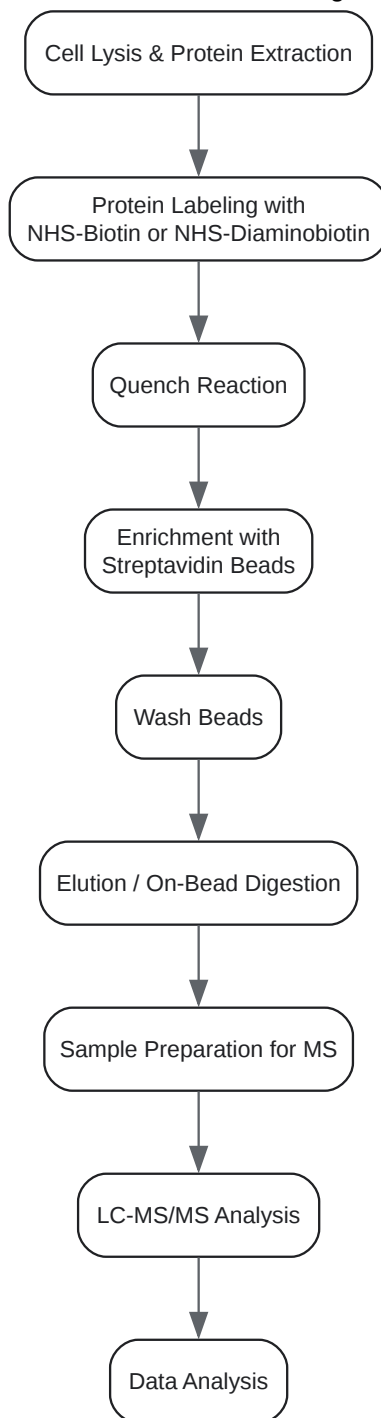 Cell Lysis & Protein Extraction
Protein Labeling with
NHS-Biotin or NHS-Diaminobiotin
Quench Reaction
Enrichment with
Streptavidin Beads
Wash Beads
Elution / On-Bead Digestion
Sample Preparation for MS
LC-MS/MS Analysis
Data Analysis